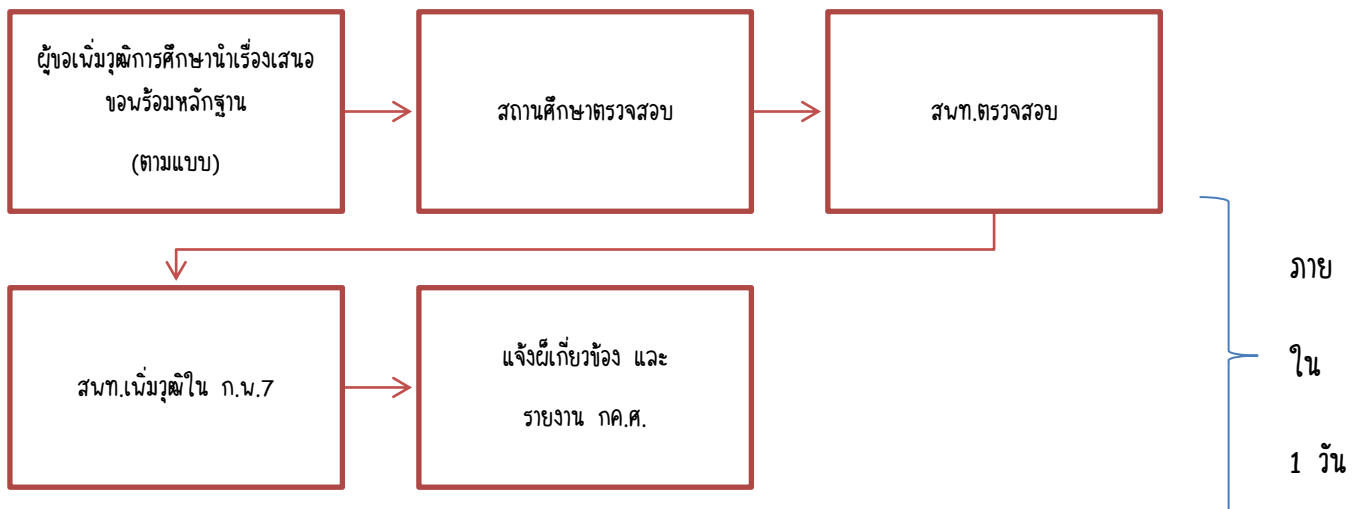 ผู้ขอเพิ่มวุฒิการศึกษานำเรื่องเสนอ
ขอพร้อมหลักฐาน
(ตามแบบ)
สถานศึกษาตรวจสอบ
สพท.ตรวจสอบ
สพท.เพิ่มวุฒิใน ก.พ.7
แจ้งผ็เกี่ยวข้อง และ
รายงาน กค.ศ.
ภาย
ใน
1 วัน